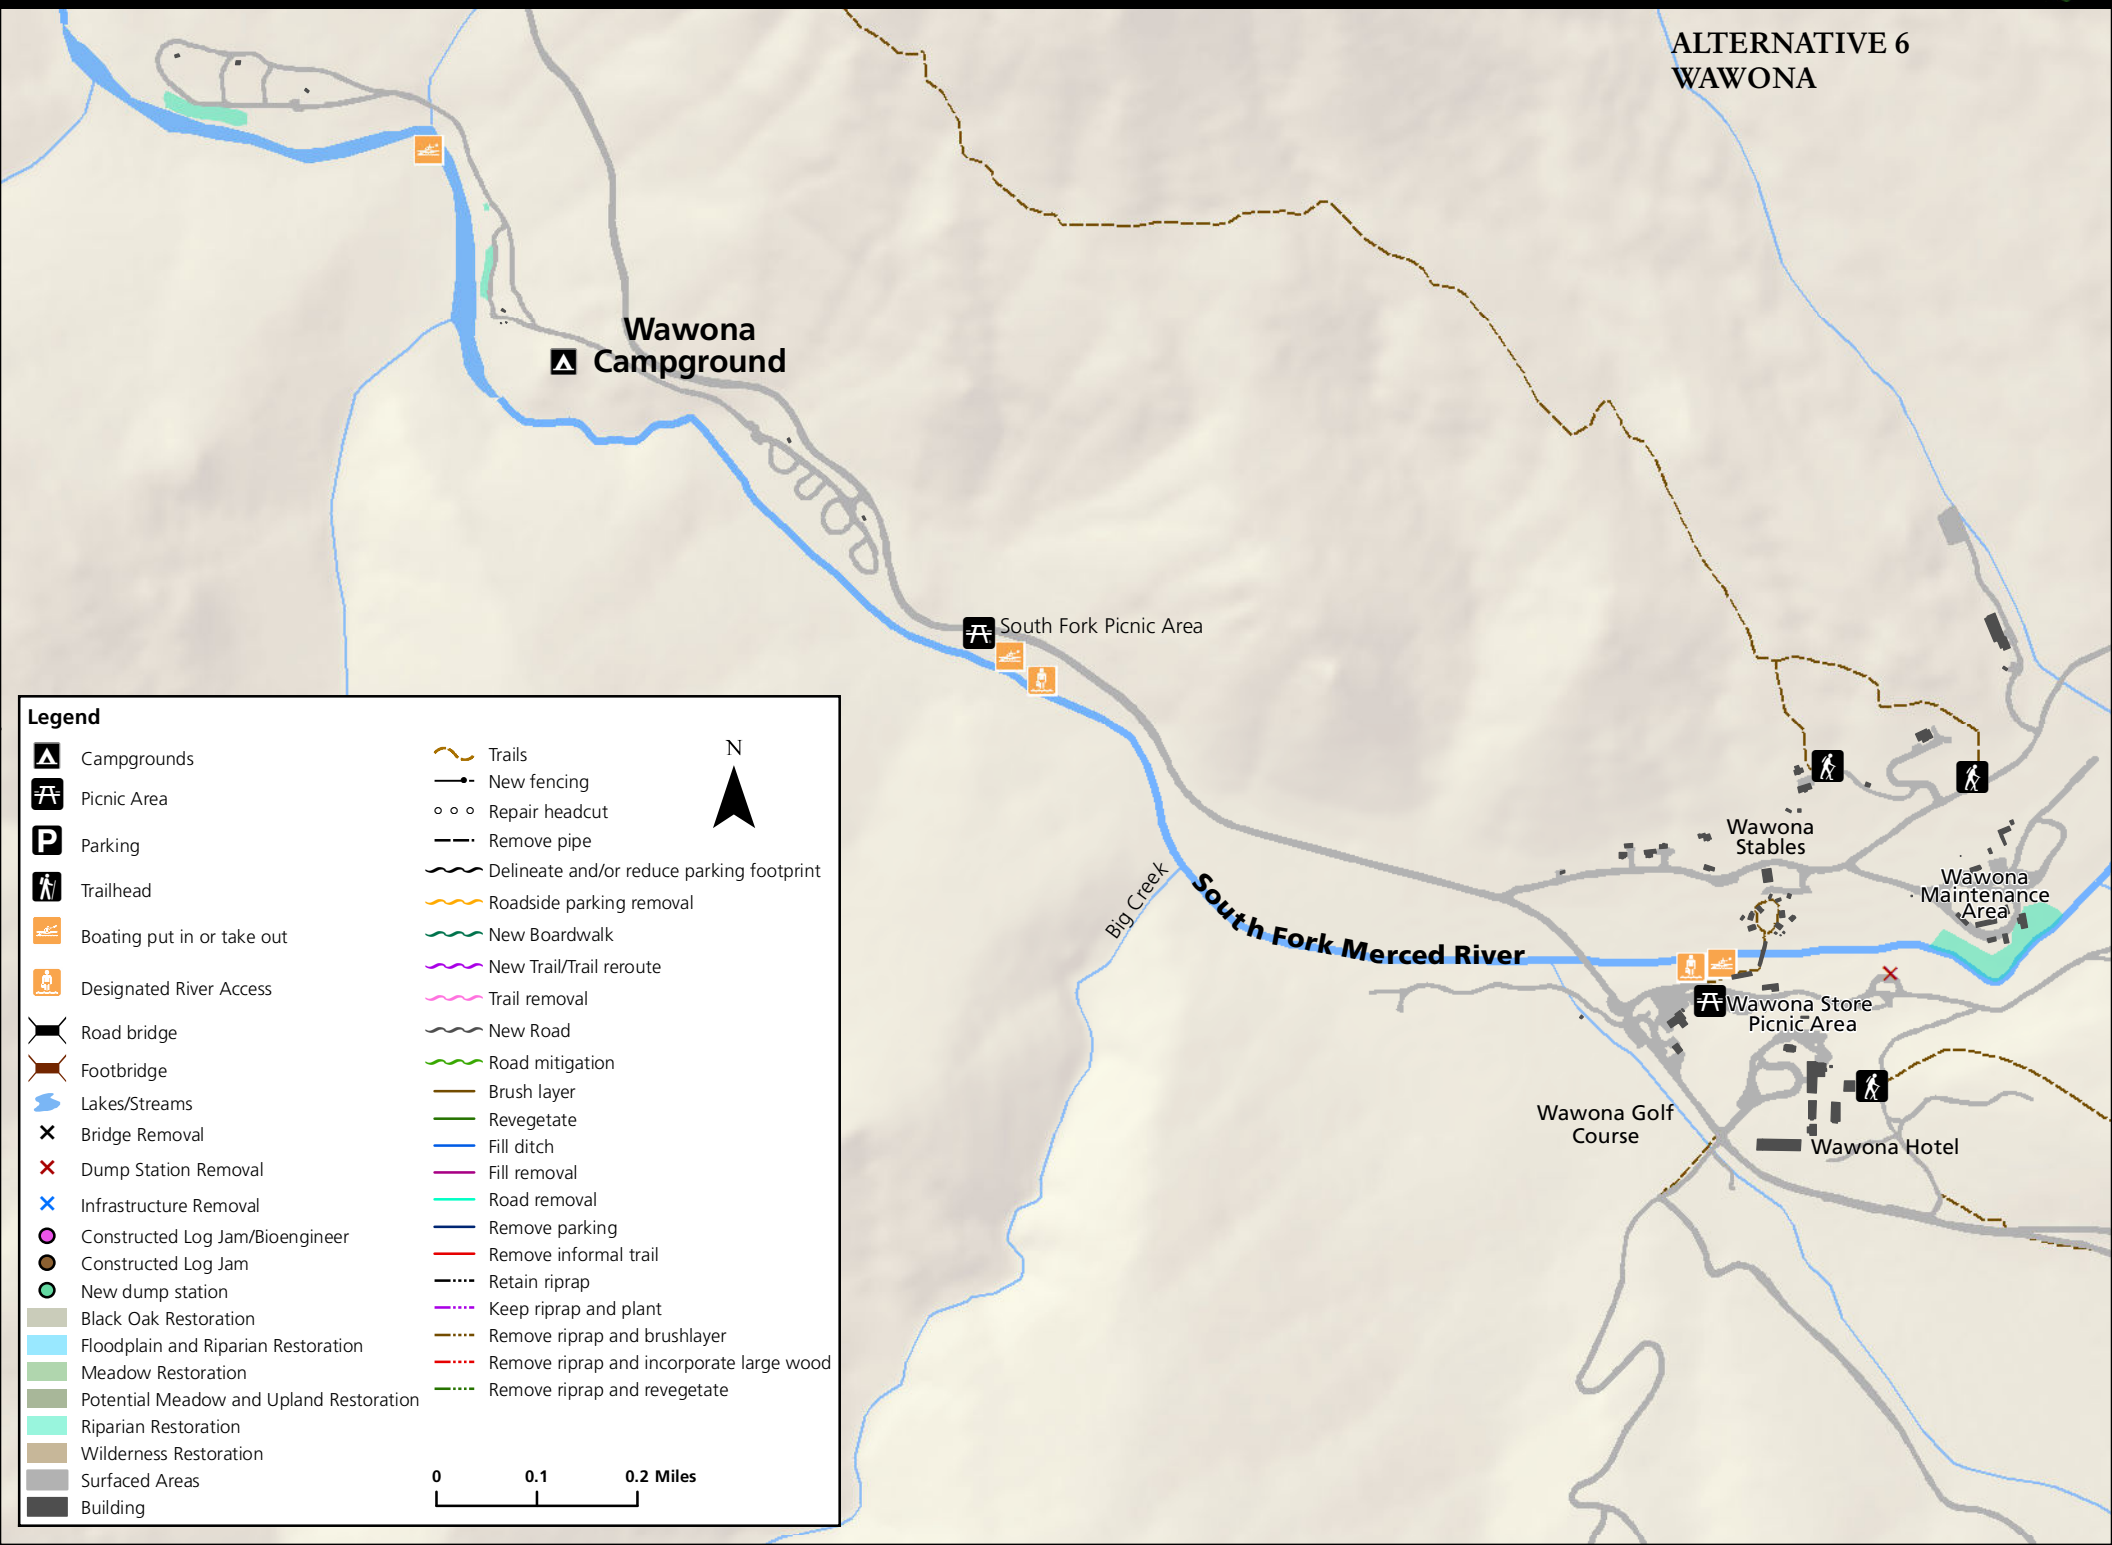 ALTERNATIVE 6
WAWONA
Wawona
Campground
South Fork Picnic Area
Big Creek
South Fork Merced River
Wawona
Stables
Wawona
Maintenance
Area
Wawona Store
Picnic Area
Wawona Golf
Course
Wawona Hotel
Legend
Campgrounds
Picnic Area
P
Parking
Trailhead
Boating put in or take out
Designated River Access
Road bridge
Footbridge
Lakes/Streams
Bridge Removal
Dump Station Removal
Infrastructure Removal
Constructed Log Jam/Bioengineer
Constructed Log Jam
New dump station
Black Oak Restoration
Floodplain and Riparian Restoration
Meadow Restoration
Potential Meadow and Upland Restoration
Riparian Restoration
Wilderness Restoration
Surfaced Areas
Building
Trails
New fencing
Repair headcut
Remove pipe
Delineate and/or reduce parking footprint
Roadside parking removal
New Boardwalk
New Trail/Trail reroute
Trail removal
New Road
Road mitigation
Brush layer
Revegetate
Fill ditch
Fill removal
Road removal
Remove parking
Remove informal trail
Retain riprap
Keep riprap and plant
Remove riprap and brushlayer
Remove riprap and incorporate large wood
Remove riprap and revegetate
N
0 0.1 0.2 Miles